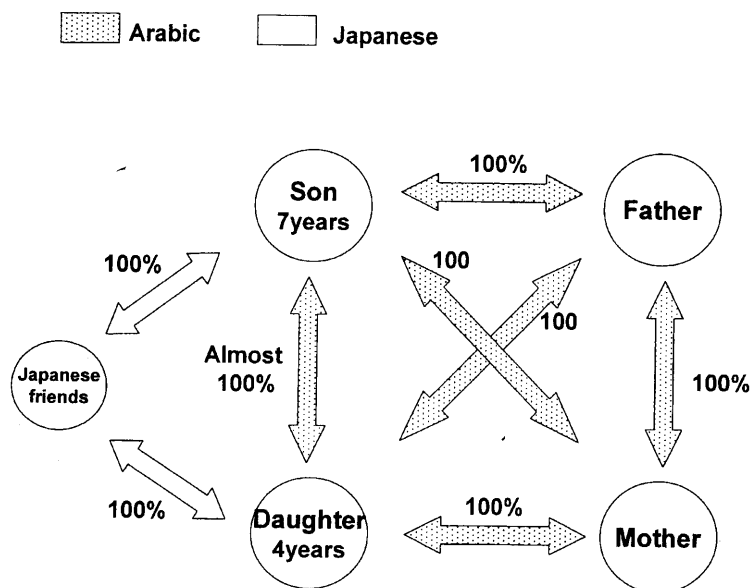 Arabic
Japanese
100%
Son
7years
Father
100%
100
100
Almost
100%
Japanese
friends
100%
100%
100%
Daughter
4years
Mother